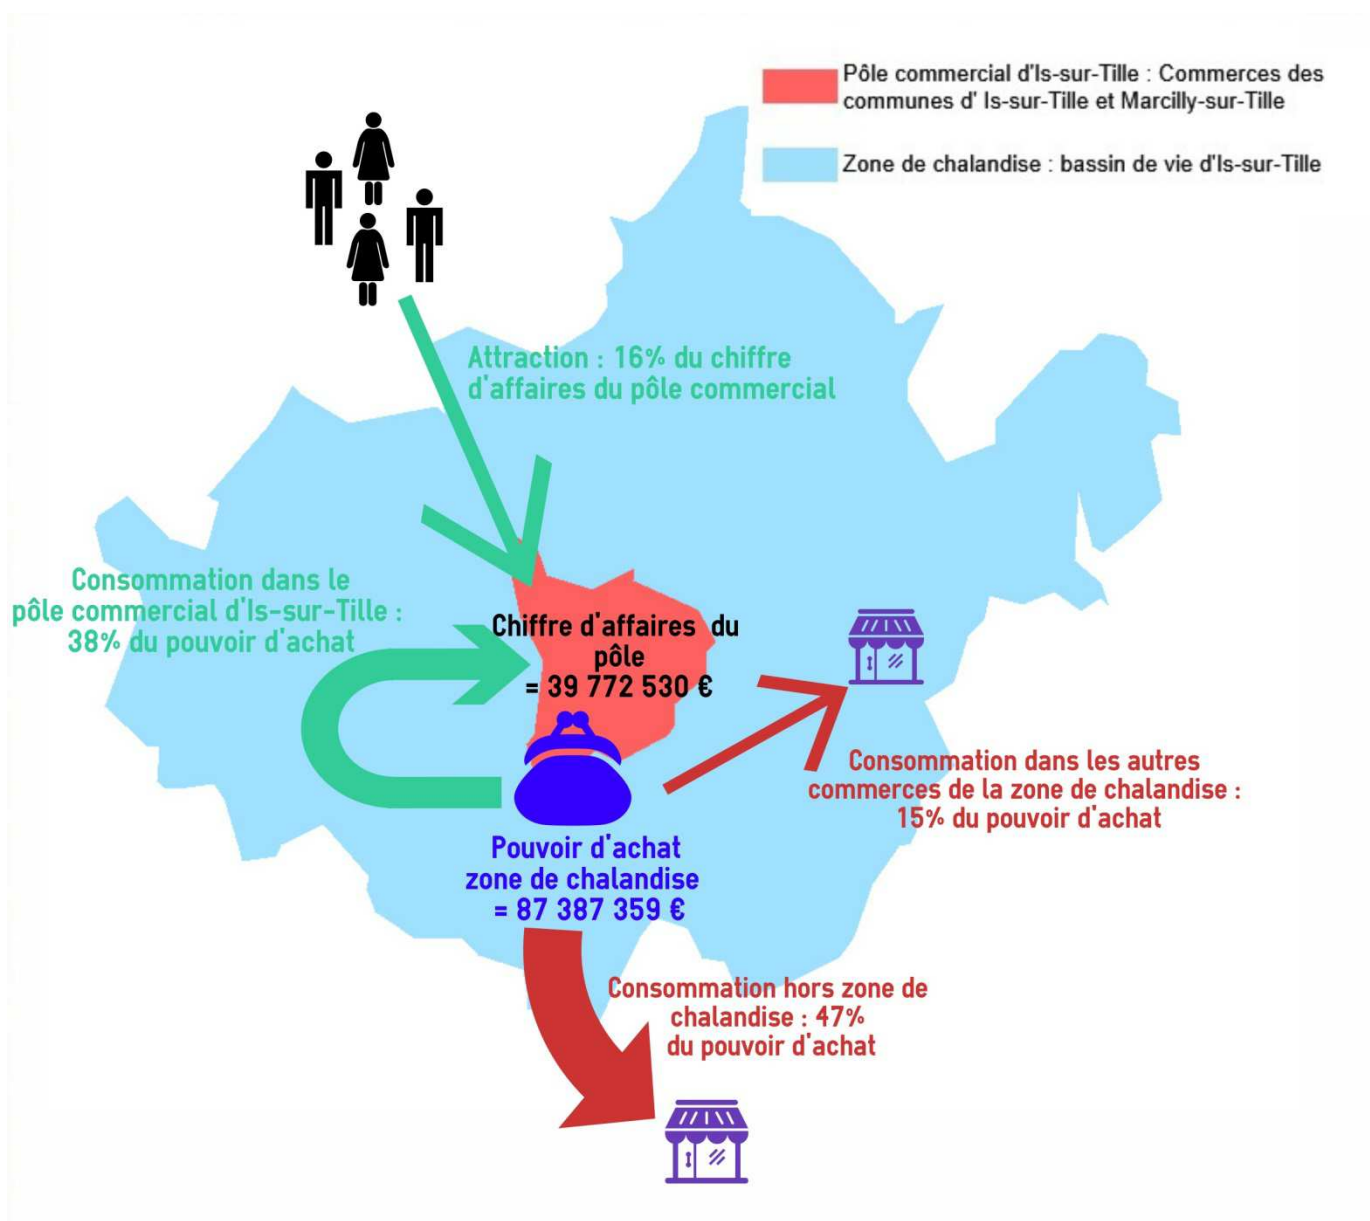 Pôle commercial d'Is-sur-Tille : Commerces des
communes d' Is-sur-Tille et Marcilly-sur-Tille
Zone de chalandise : bassin de vie d'Is-sur-Tille
Attraction : 16% du chiffre
d'affaires du pôle commercial
Consommation dans le
pôle commercial d'Is-sur-Tille :
38% du pouvoir d'achat
Chiffre d'affaires du
pôle
= 39 772 530 €
Consommation dans les autres
commerces de la zone de chalandise :
15% du pouvoir d'achat
Pouvoir d'achat
zone de chalandise
= 87 387 359 €
Consommation hors zone de
chalandise : 47%
du pouvoir d'achat